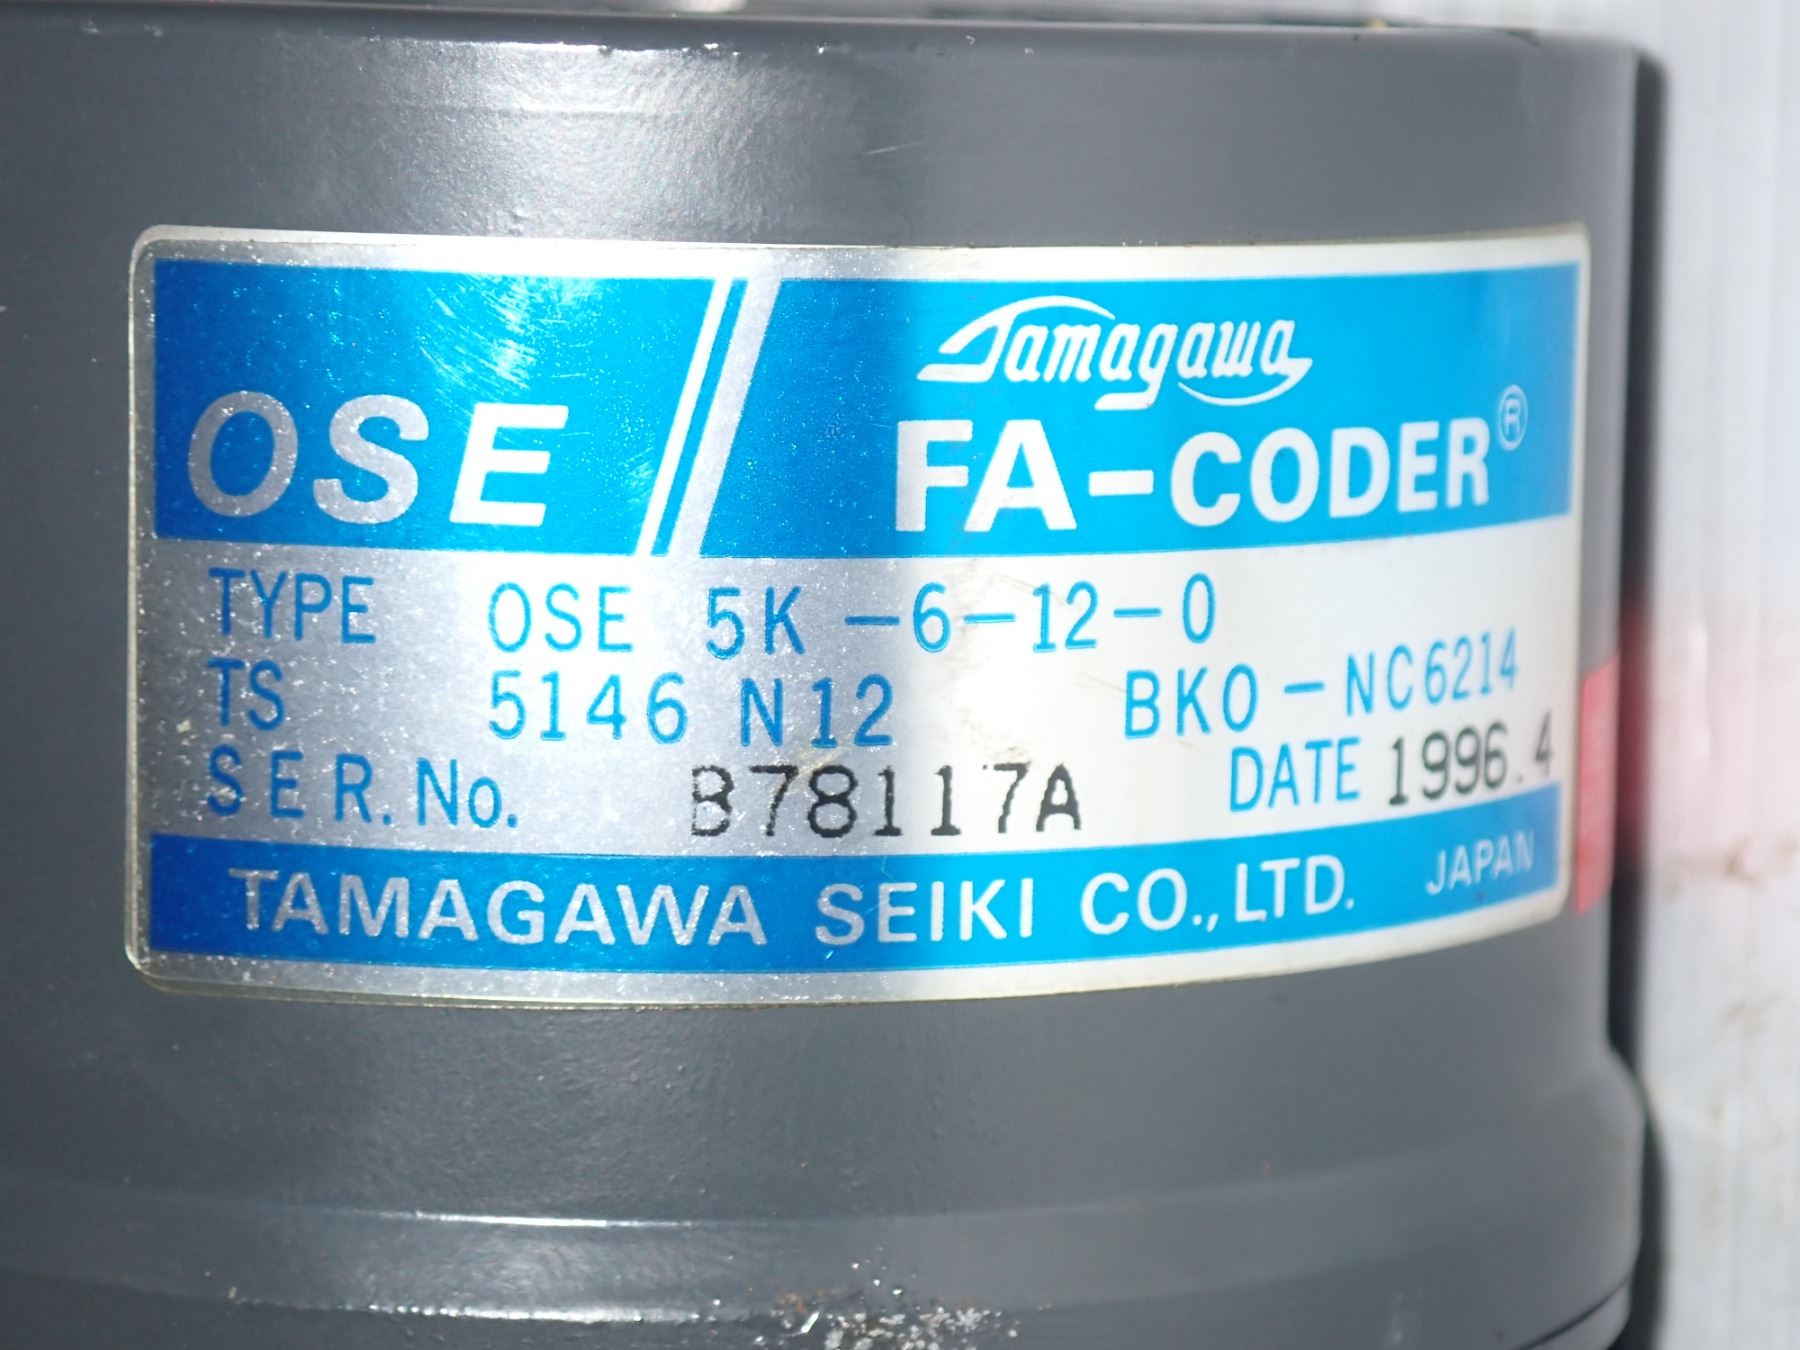 OSE
Tamagawa
FA-CODER®
TYPE OSE 5K-6-12-0
TS 5146 N12 BKO-NC6214
SER.No. B78117A DATE 1996.4
TAMAGAWA SEIKI CO.,LTD. JAPAN